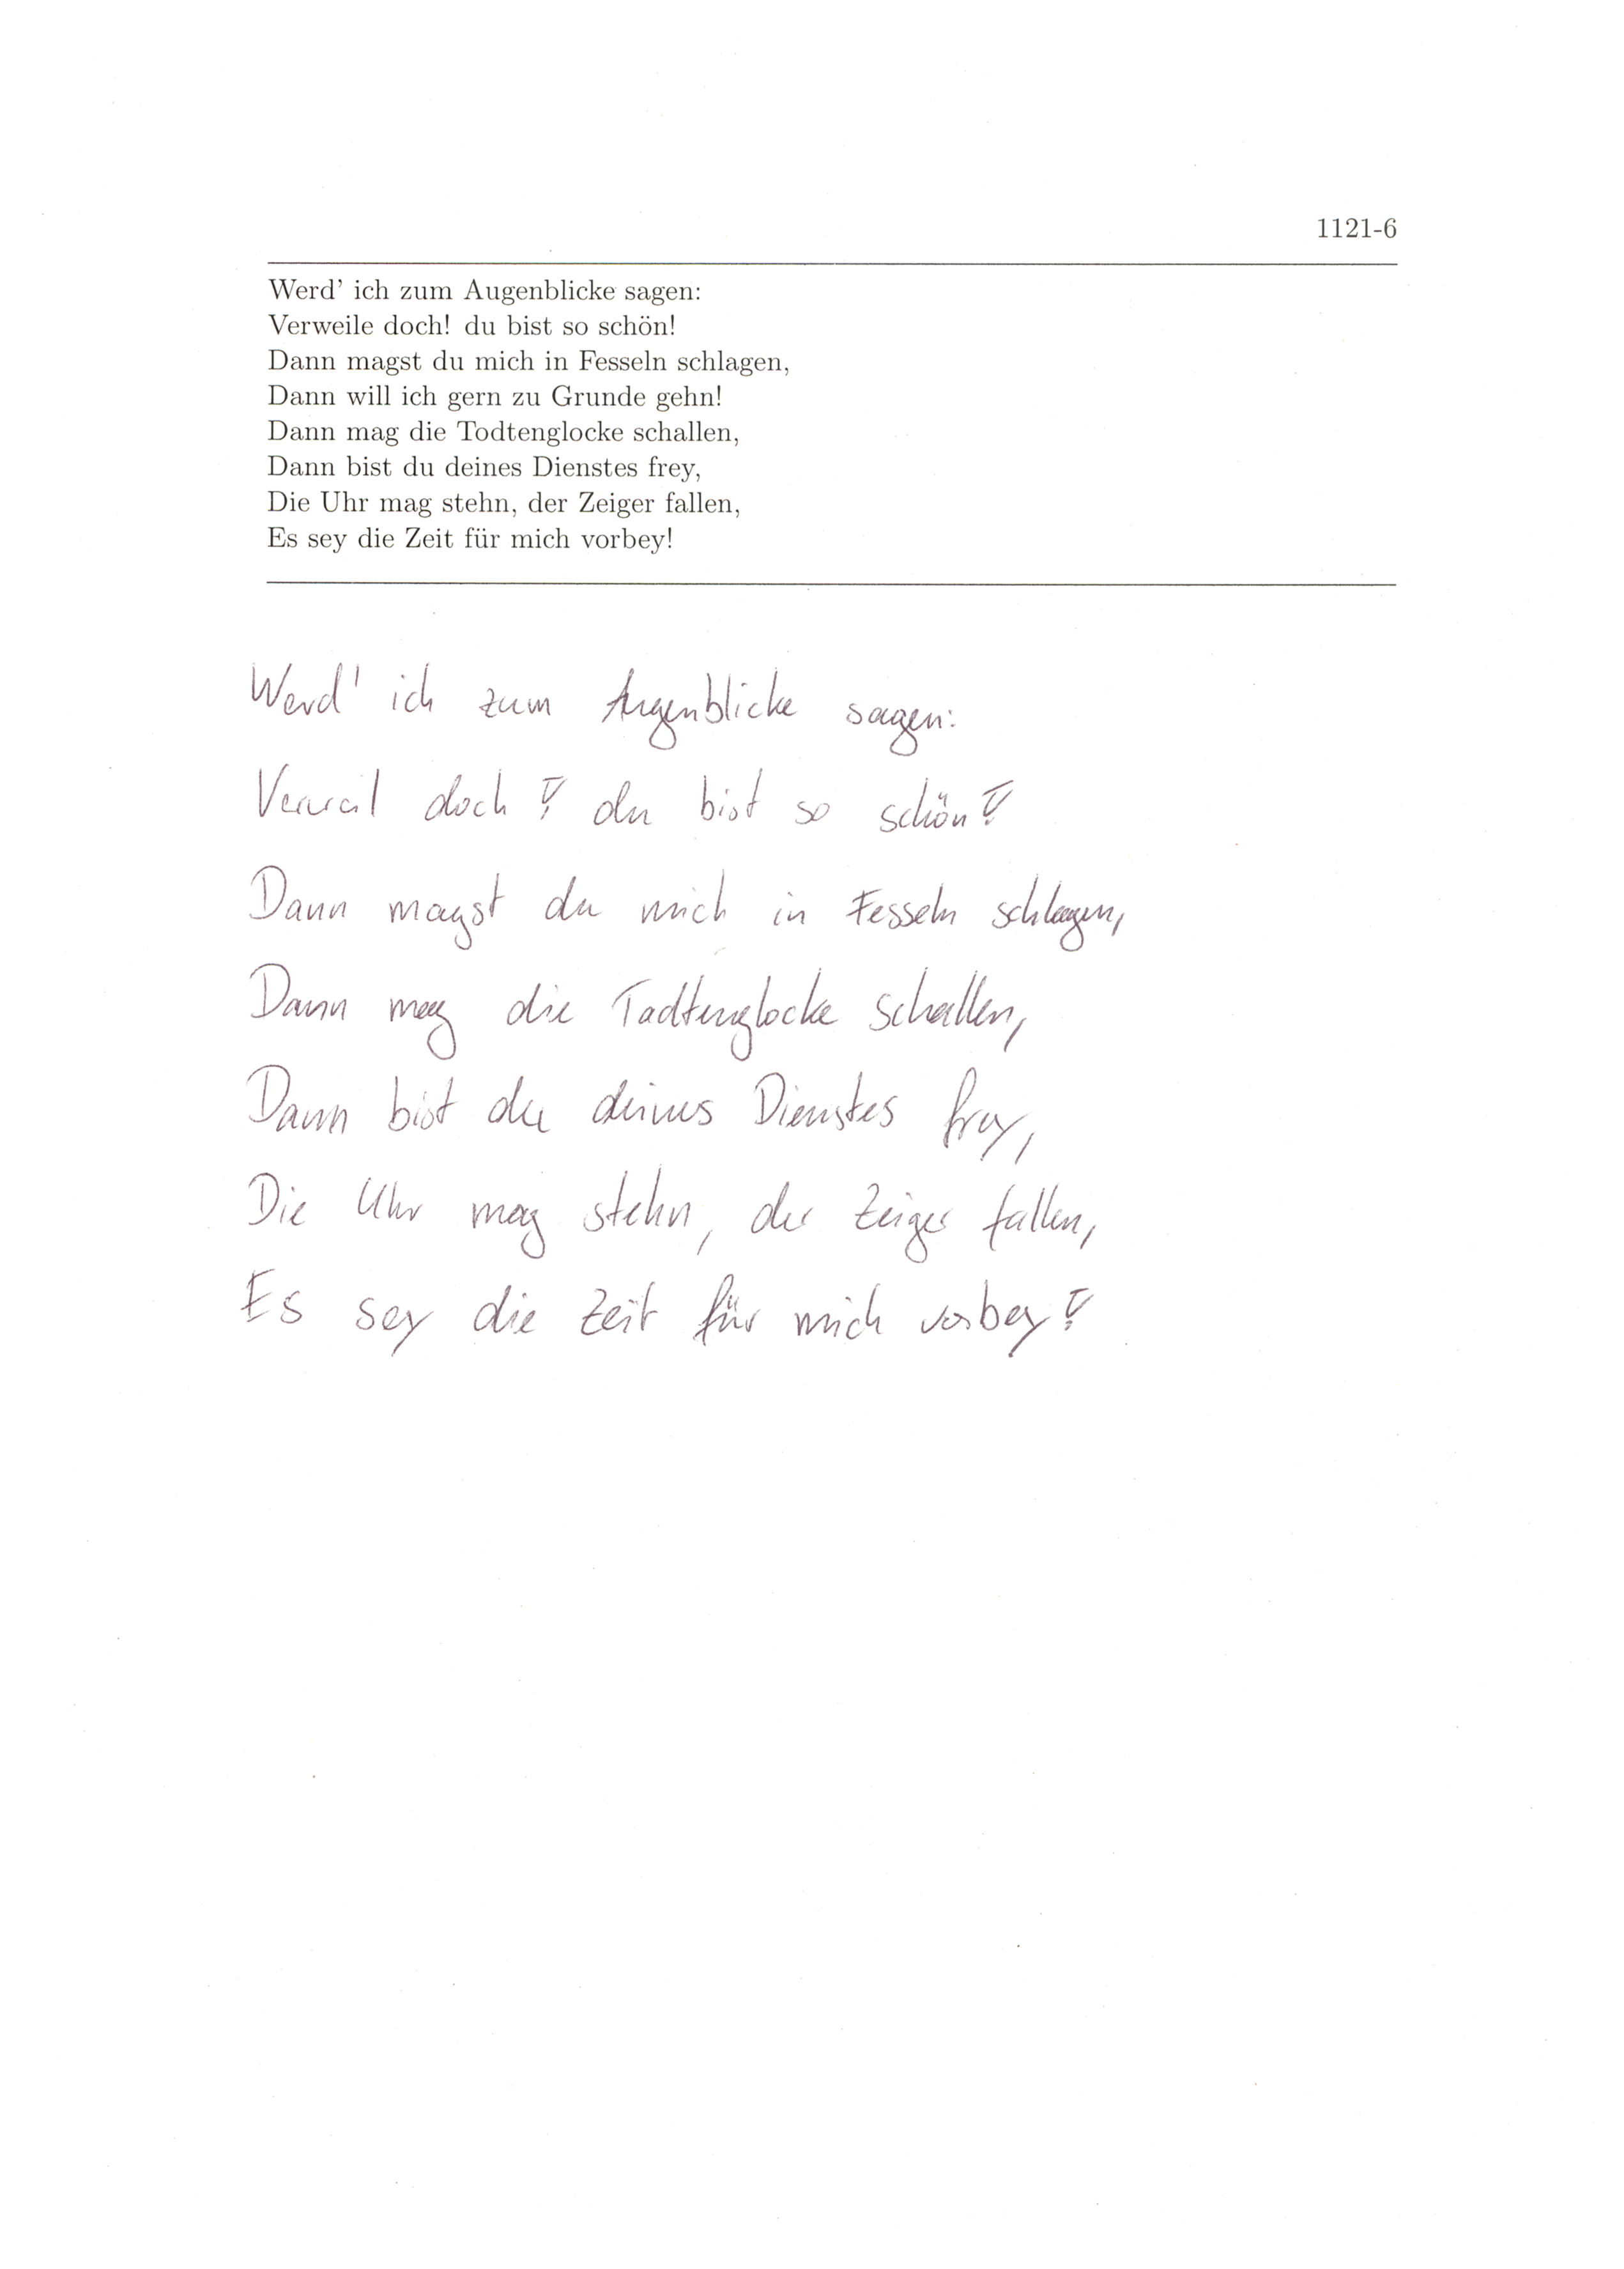 1121-6
Werd' ich zum Augenblicke sagen:
Verweile doch! du bist so schön!
Dann magst du mich in Fesseln schlagen,
Dann will ich gern zu Grunde gehn!
Dann mag die Todtenglocke schallen,
Dann bist du deines Dienstes frey,
Die Uhr mag stehn, der Zeiger fallen,
Es sey die Zeit für mich vorbey!
Werd' ich zum Augenblicke sagen:
Verweil doch! du bist so schön!
Dann magst du mich in Fesseln schlagen,
Dann mag die Tadtenglocke schallen,
Dann bist du deines Dienstes frey,
Die Uhr mag stehn, der Zeiger fallen,
Es sey die Zeit für mich vorbey!